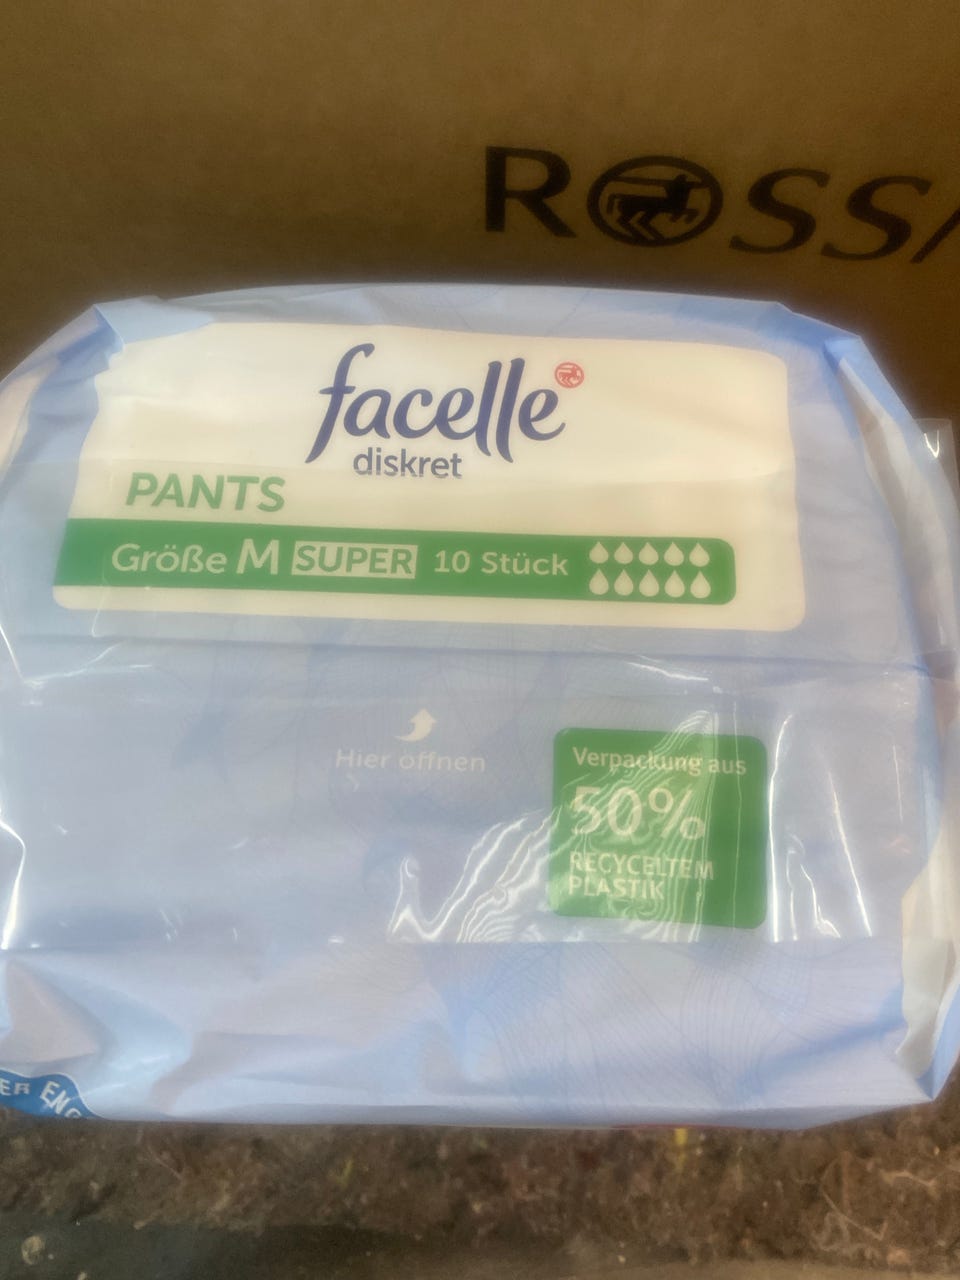 ROSS
facelle
diskret
PANTS
Größe M SUPER 10 Stück
Hier öffnen
Verpackung aus
50%
RECYCELTEM
PLASTIK